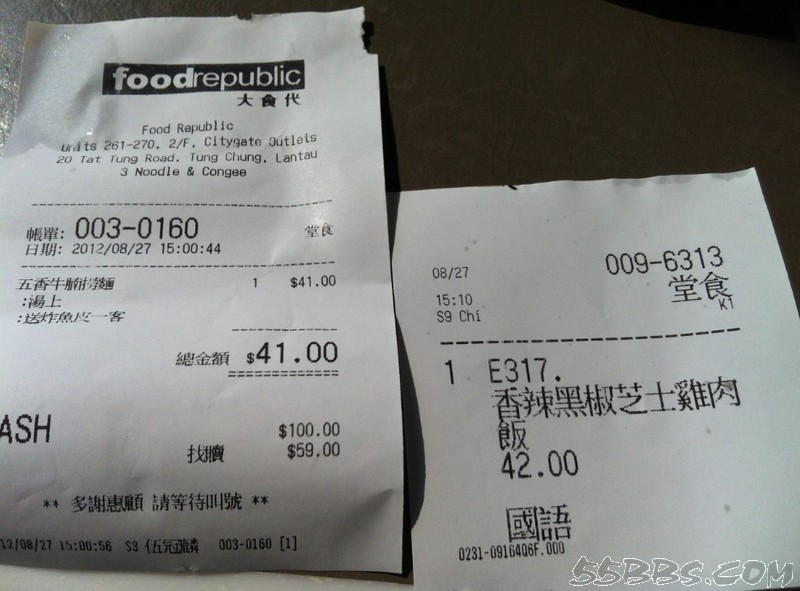 foodrepublic
大食代
Food Republic
Units 261-270, 2/F, Citygate Outlets
20 Tat Tung Road, Tung Chung, Lantau
3 Noodle & Congee
帳單: 003-0160 堂食
日期: 2012/08/27 15:00:44
五香牛腩撈麵 1 $41.00
:湯上
:送炸魚皮一客
總金額 $41.00
ASH $100.00
找贖 $59.00
** 多謝惠顧 請等待叫號 **
12/08/27 15:00:56 S3 伍冠麟 003-0160 [1]
009-6313
08/27
堂食
KT
15:10
S9 Chi
1 E317.
香辣黑椒芝士雞肉
飯
42.00
國語
0231-0916406F.000
55BBS.COM